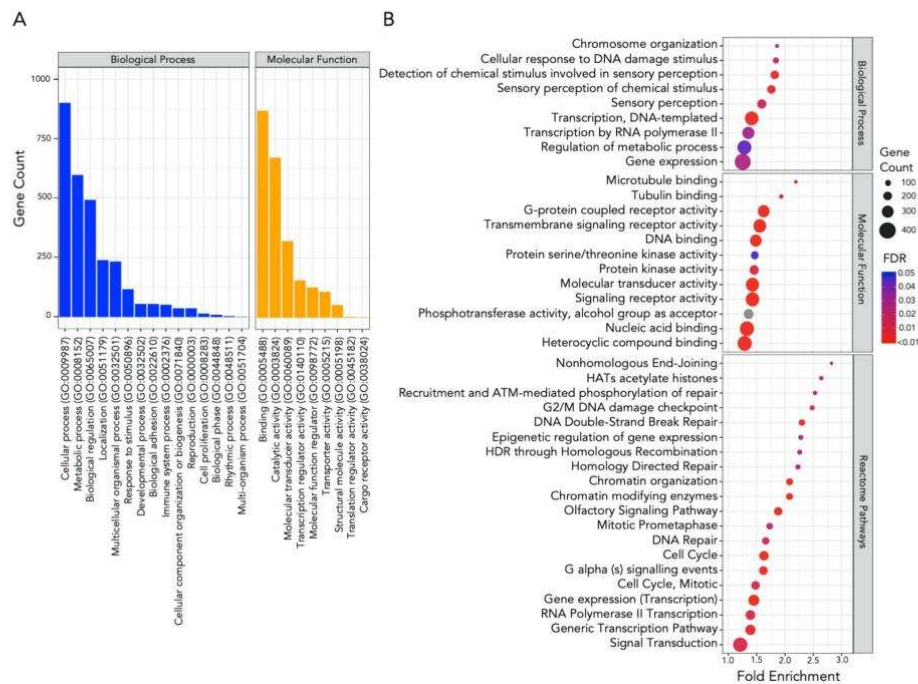 A
Biological Process
Molecular Function
Gene Count
1000
750
500
250
0
Cellular process (GO:0009987)
Metabolic process (GO:0008152)
Biological regulation (GO:0065007)
Localization (GO:0051179)
Multicellular organismal process (GO:0032501)
Response to stimulus (GO:0050896)
Developmental process (GO:0032502)
Biological adhesion (GO:0022610)
Immune system process (GO:0002376)
Cellular component organization or biogenesis (GO:0071840)
Reproduction (GO:0000003)
Cell proliferation (GO:0008283)
Biological phase (GO:0044848)
Rhythmic process (GO:0048511)
Multi-organism process (GO:0051704)
Binding (GO:0005488)
Catalytic activity (GO:0003824)
Molecular transducer activity (GO:0060089)
Transcription regulator activity (GO:0140110)
Molecular function regulator (GO:0098772)
Transporter activity (GO:0005215)
Structural molecule activity (GO:0005198)
Translation regulator activity (GO:0045182)
Cargo receptor activity (GO:0038024)
B
Chromosome organization
Cellular response to DNA damage stimulus
Detection of chemical stimulus involved in sensory perception
Sensory perception of chemical stimulus
Sensory perception
Transcription, DNA-templated
Transcription by RNA polymerase II
Regulation of metabolic process
Gene expression
Biological Process
Microtubule binding
Tubulin binding
G-protein coupled receptor activity
Transmembrane signaling receptor activity
DNA binding
Protein serine/threonine kinase activity
Protein kinase activity
Molecular transducer activity
Signaling receptor activity
Phosphotransferase activity, alcohol group as acceptor
Nucleic acid binding
Heterocyclic compound binding
Molecular Function
Nonhomologous End-Joining
HATs acetylate histones
Recruitment and ATM-mediated phosphorylation of repair
G2/M DNA damage checkpoint
DNA Double-Strand Break Repair
Epigenetic regulation of gene expression
HDR through Homologous Recombination
Homology Directed Repair
Chromatin organization
Chromatin modifying enzymes
Olfactory Signaling Pathway
Mitotic Prometaphase
DNA Repair
Cell Cycle
G alpha (s) signalling events
Cell Cycle, Mitotic
Gene expression (Transcription)
RNA Polymerase II Transcription
Generic Transcription Pathway
Signal Transduction
Reactome Pathways
1.0 1.5 2.0 2.5 3.0
Fold Enrichment
Gene
Count
100
200
300
400
FDR
0.05
0.04
0.03
0.02
0.01
<0.01